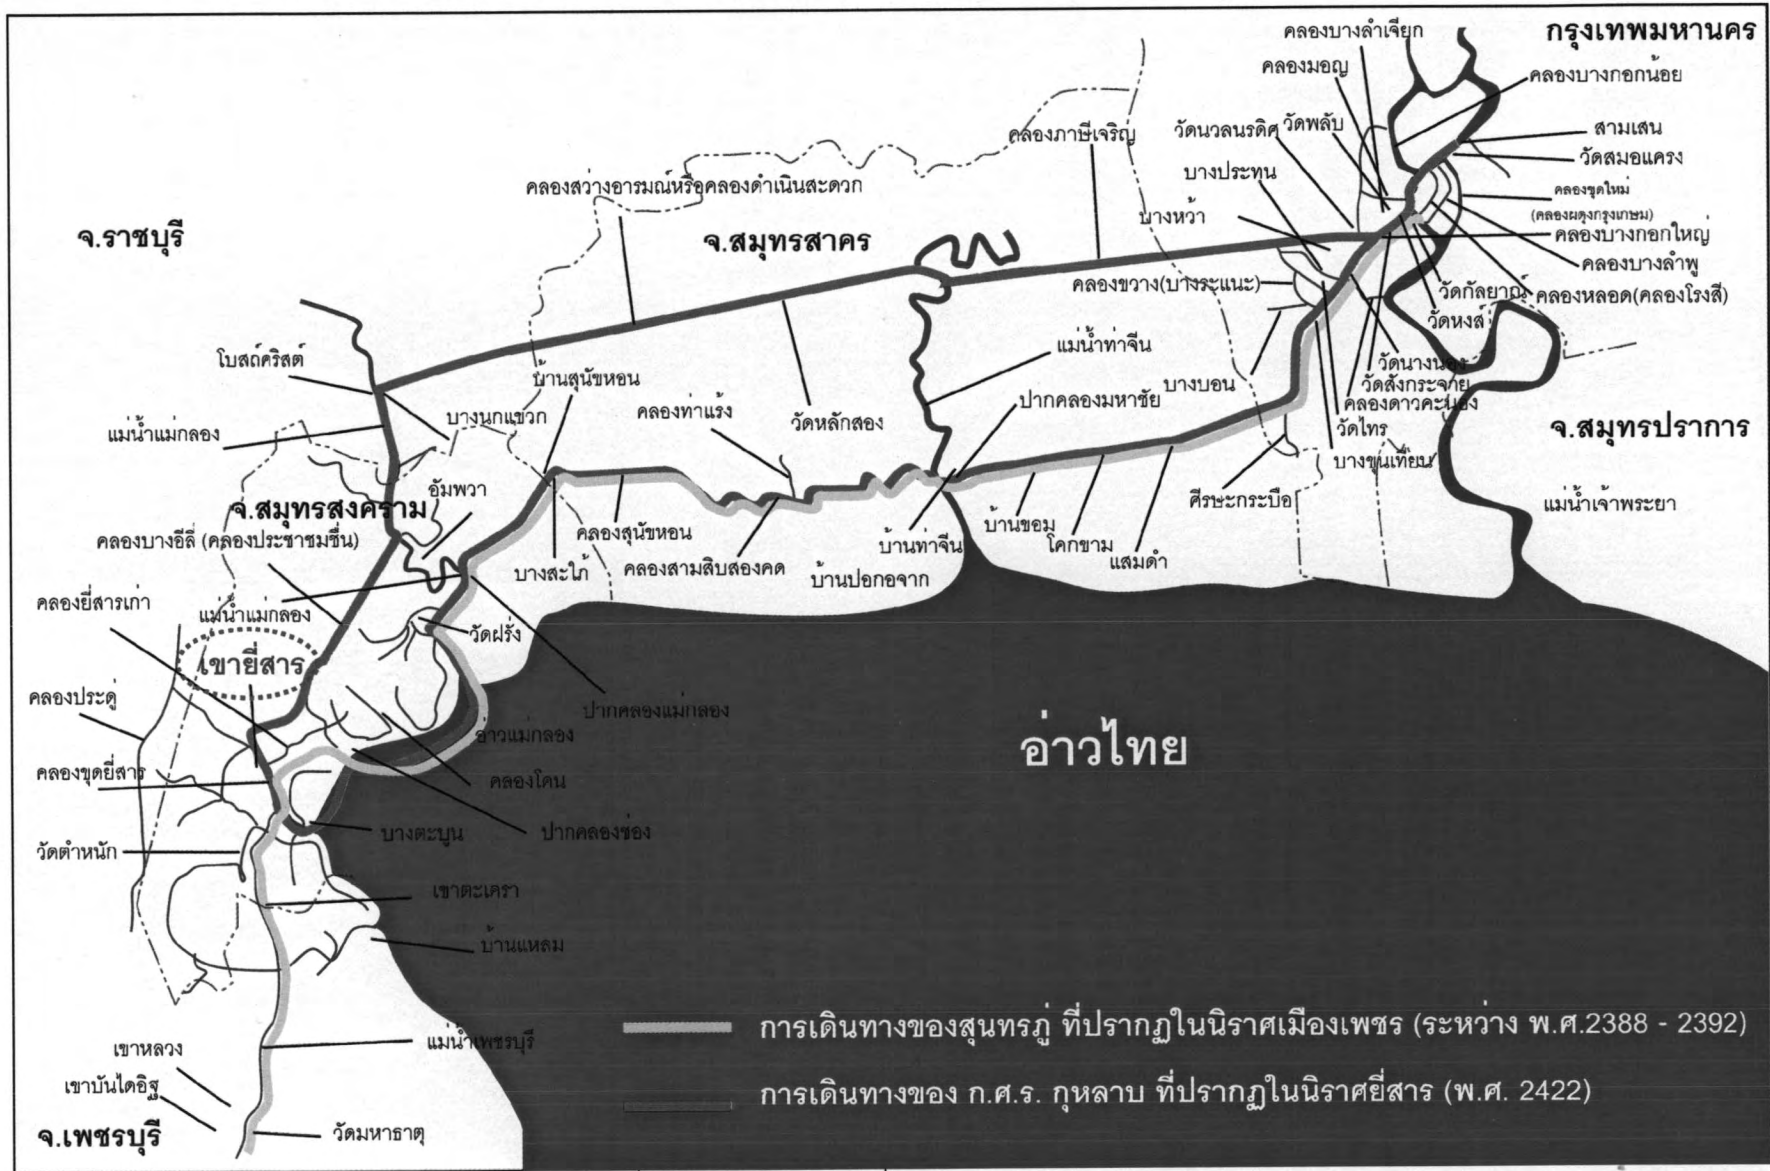 คลองบางลำเจียก
กรุงเทพมหานคร
คลองมอญ
คลองบางกอกน้อย
คลองภาษีเจริญ
วัดนวลนรดิศ
วัดพลับ
สามเสน
วัดสมอแครง
บางประทุน
คลองสว่างอารมณ์หรือคลองดำเนินสะดวก
คลองขุดใหม่
(คลองผดุงกรุงเกษม)
บางหว้า
จ.ราชบุรี
จ.สมุทรสาคร
คลองบางกอกใหญ่
คลองบางลำพู
คลองขวาง(บางระแนะ)
วัดกัลยาณ์
คลองหลอด(คลองโรงสี)
วัดหงส์
แม่น้ำท่าจีน
โบสถ์คริสต์
บ้านสุนัขหอน
วัดนางนอง
บางบอน
วัดสังกระจาย
ปากคลองมหาชัย
คลองดาวคะนอง
คลองท่าแร้ง
บางนกแขวก
วัดหลักสอง
วัดไทร
จ.สมุทรปราการ
แม่น้ำแม่กลอง
บางขุนเทียน
อัมพวา
ศีรษะกระบือ
แม่น้ำเจ้าพระยา
จ.สมุทรสงคราม
คลองบางอีลี่ (คลองประชาชมชื่น)
คลองสุนัขหอน
บ้านขอม
บ้านท่าจีน
โคกขาม
แสมดำ
บางสะใภ้
คลองสามสิบสองคด
บ้านปอกอจาก
คลองยี่สารเก่า
แม่น้ำแม่กลอง
วัดฝรั่ง
เขายี่สาร
คลองประดู่
ปากคลองแม่กลอง
อ่าวแม่กลอง
อ่าวไทย
คลองขุดยี่สาร
คลองโคน
บางตะบูน
ปากคลองช่อง
วัดตำหนัก
เขาตะเครา
บ้านแหลม
การเดินทางของสุนทรภู่ ที่ปรากฏในนิราศเมืองเพชร (ระหว่าง พ.ศ.2388 - 2392)
แม่น้ำเพชรบุรี
เขาหลวง
เขาบันไดอิฐ
การเดินทางของ ก.ศ.ร. กุหลาบ ที่ปรากฏในนิราศยี่สาร (พ.ศ. 2422)
จ.เพชรบุรี
วัดมหาธาตุ